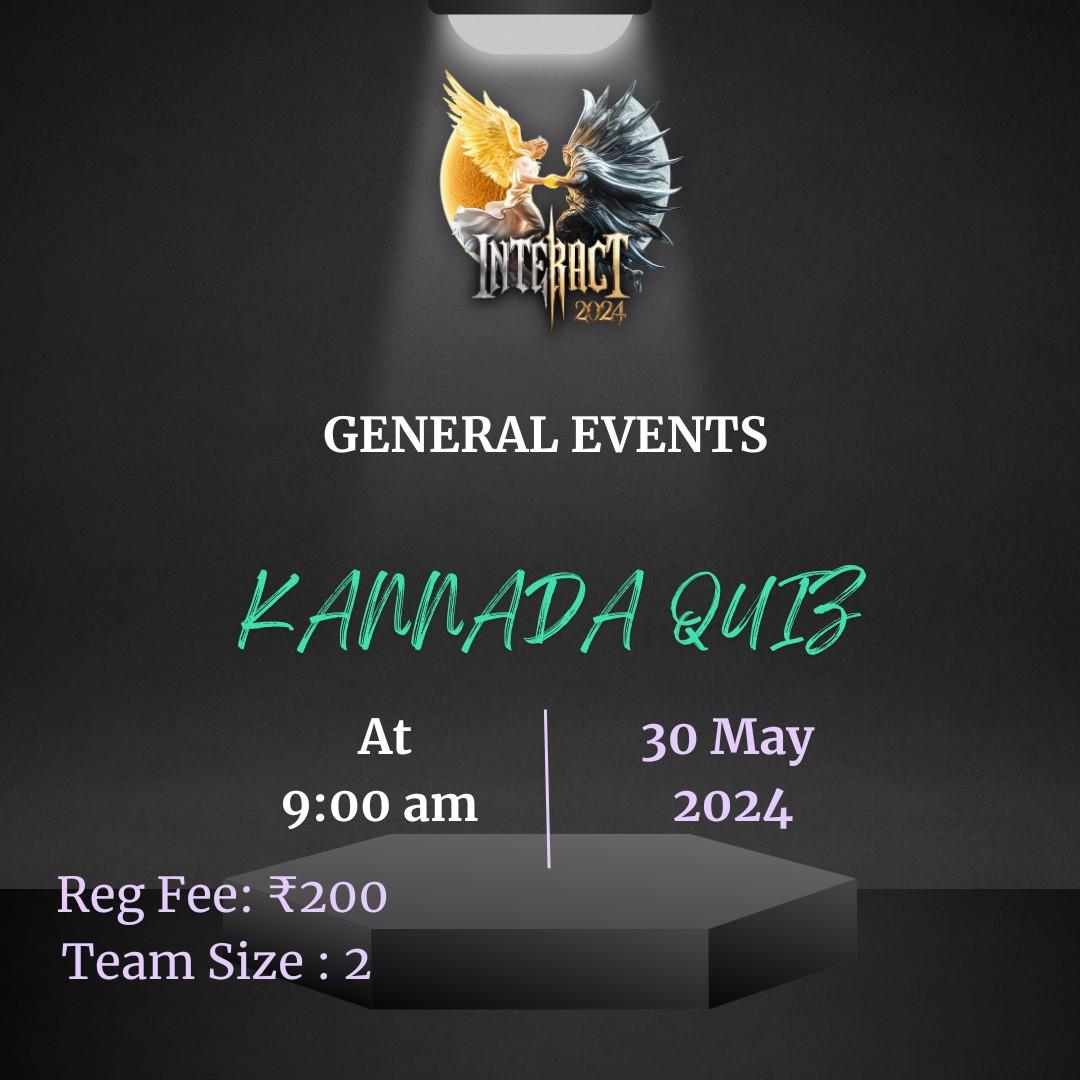 INTERACT
2024
GENERAL EVENTS
KANNADA QUIZ
At
9:00 am
30 May
2024
Reg Fee: ₹200
Team Size : 2